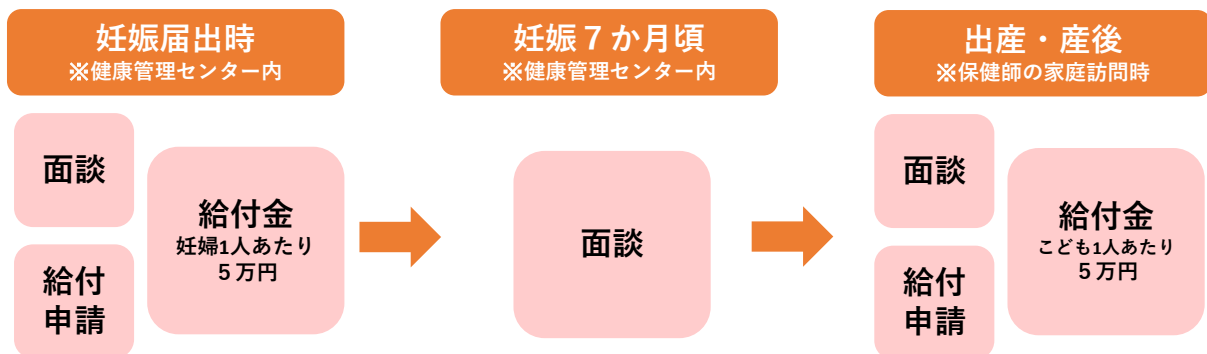 妊娠届出時
※健康管理センター内
面談
給付
申請
給付金
妊婦1人あたり
５万円
妊娠７か月頃
※健康管理センター内
面談
出産・産後
※保健師の家庭訪問時
面談
給付
申請
給付金
こども1人あたり
５万円